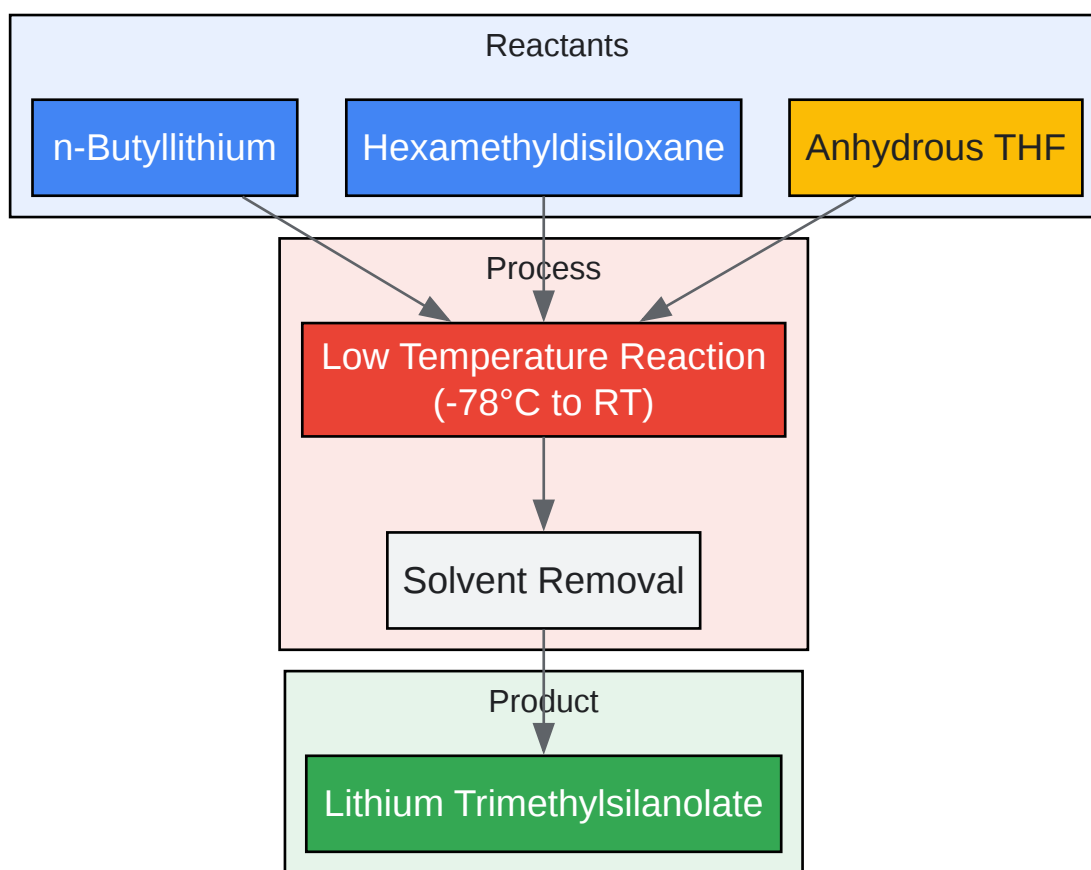 Reactants
n-Butyllithium
Hexamethyldisiloxane
Anhydrous THF
Process
Low Temperature Reaction
(-78°C to RT)
Solvent Removal
Product
Lithium Trimethylsilanolate